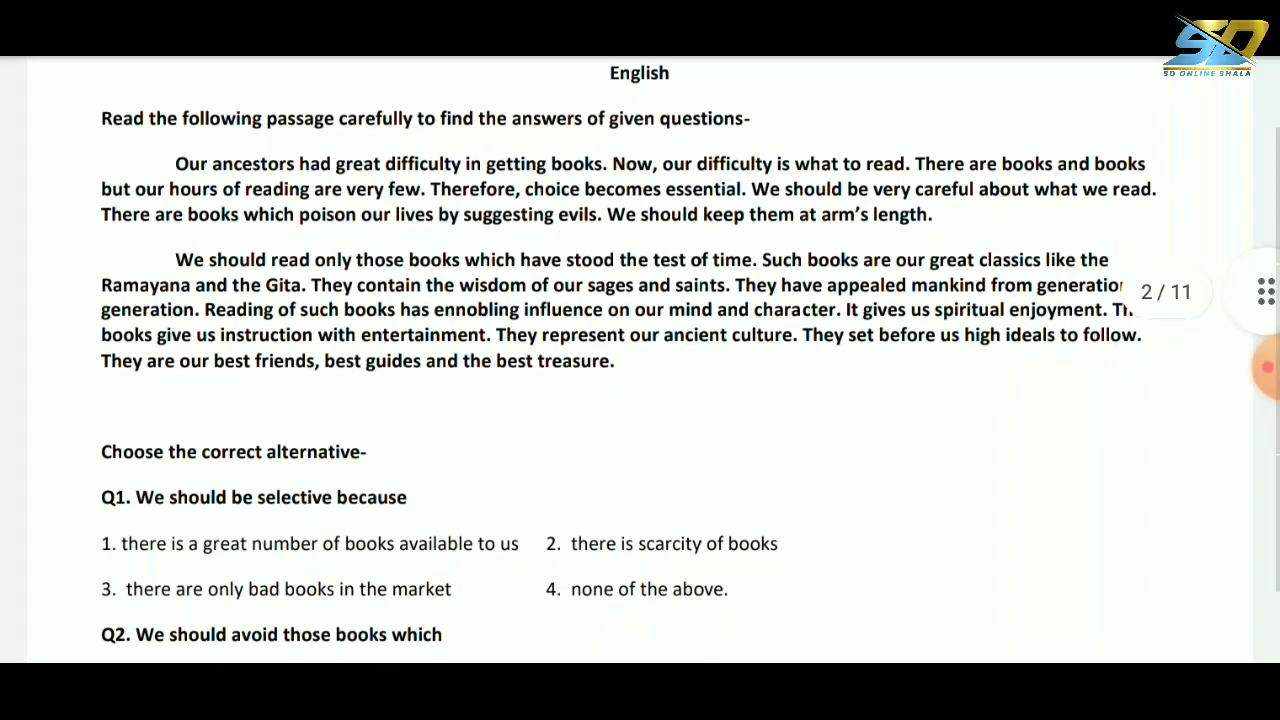 SD
SD ONLINE SHALA
English
Read the following passage carefully to find the answers of given questions-
Our ancestors had great difficulty in getting books. Now, our difficulty is what to read. There are books and books
but our hours of reading are very few. Therefore, choice becomes essential. We should be very careful about what we read.
There are books which poison our lives by suggesting evils. We should keep them at arm's length.
We should read only those books which have stood the test of time. Such books are our great classics like the
Ramayana and the Gita. They contain the wisdom of our sages and saints. They have appealed mankind from
2 / 11
generation. Reading of such books has ennobling influence on our mind and character. It gives us spiritual enjoyment.
books give us instruction with entertainment. They represent our ancient culture. They set before us high ideals to follow.
They are our best friends, best guides and the best treasure.
Choose the correct alternative-
Q1. We should be selective because
1. there is a great number of books available to us 2. there is scarcity of books
3. there are only bad books in the market 4. none of the above.
Q2. We should avoid those books which